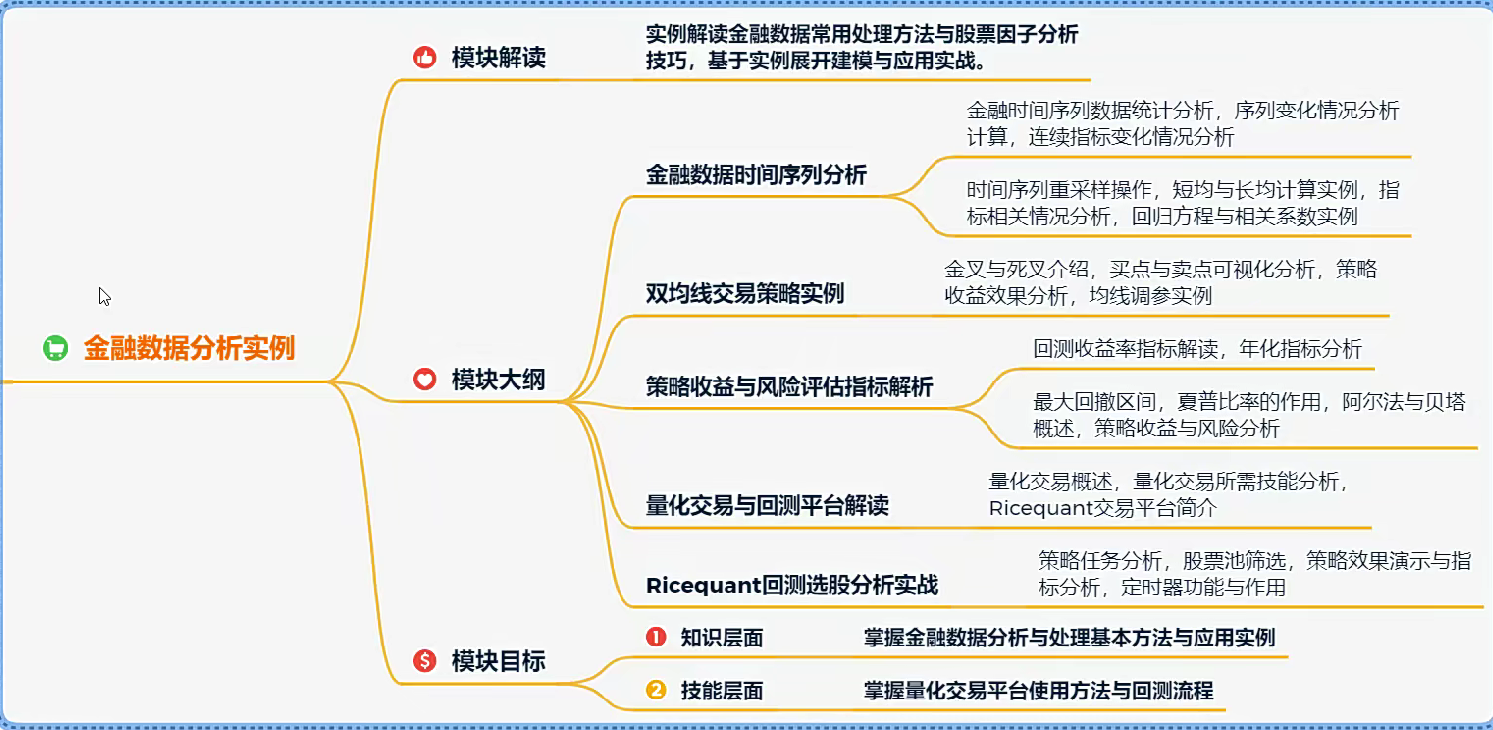 金融数据分析实例
模块解读
实例解读金融数据常用处理方法与股票因子分析
技巧，基于实例展开建模与应用实战。
模块大纲
金融数据时间序列分析
金融时间序列数据统计分析，序列变化情况分析
计算，连续指标变化情况分析
时间序列重采样操作，短均与长均计算实例，指
标相关情况分析，回归方程与相关系数实例
双均线交易策略实例
金叉与死叉介绍，买点与卖点可视化分析，策略
收益效果分析，均线调参实例
策略收益与风险评估指标解析
回测收益率指标解读，年化指标分析
最大回撤区间，夏普比率的作用，阿尔法与贝塔
概述，策略收益与风险分析
量化交易与回测平台解读
量化交易概述，量化交易所需技能分析，
Ricequant交易平台简介
Ricequant回测选股分析实战
策略任务分析，股票池筛选，策略效果演示与指
标分析，定时器功能与作用
模块目标
1 知识层面
掌握金融数据分析与处理基本方法与应用实例
2 技能层面
掌握量化交易平台使用方法与回测流程